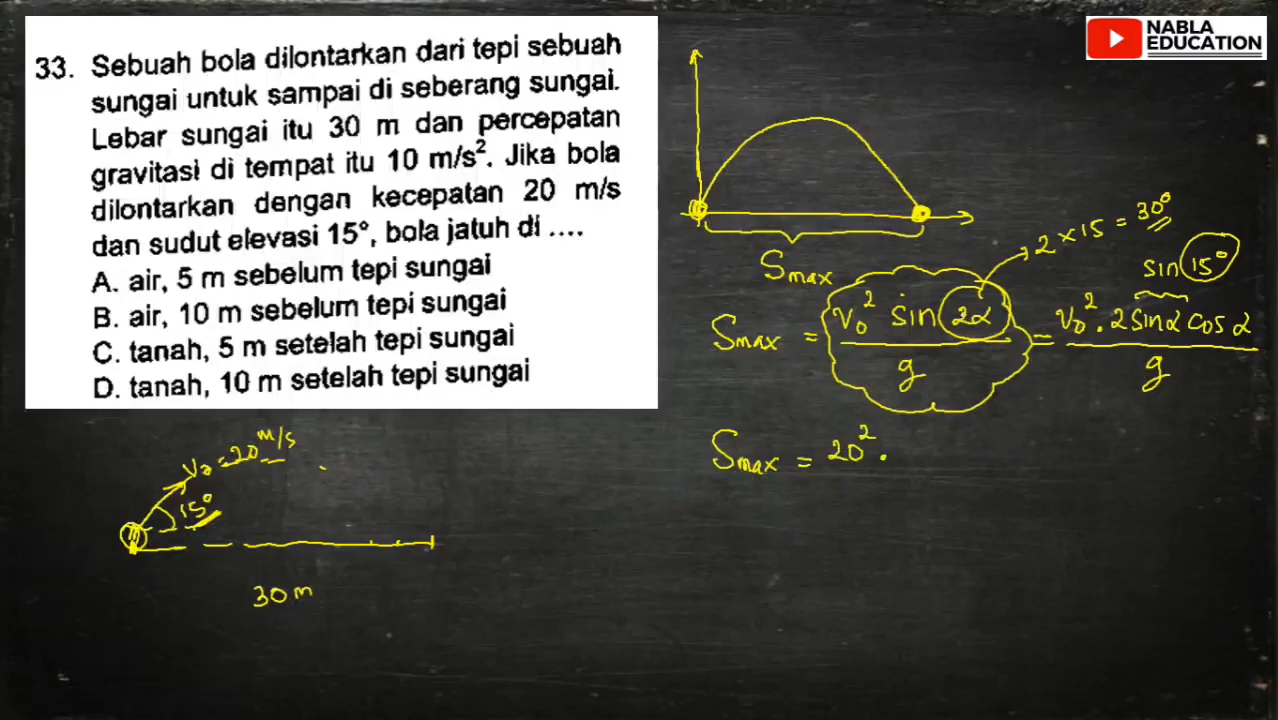 33. Sebuah bola dilontarkan dari tepi sebuah
sungai untuk sampai di seberang sungai.
Lebar sungai itu 30 m dan percepatan
gravitasi di tempat itu 10 m/s². Jika bola
dilontarkan dengan kecepatan 20 m/s
dan sudut elevasi 15°, bola jatuh di ....
A. air, 5 m sebelum tepi sungai
B. air, 10 m sebelum tepi sungai
C. tanah, 5 m setelah tepi sungai
D. tanah, 10 m setelah tepi sungai
NABLA
EDUCATION
Smax
2 × 15 = 30°
sin 15°
Smax = v₀² sin 2α / g = v₀² . 2 sin α cos α / g
Smax = 20² .
V₀ = 20 m/s
15°
30 m